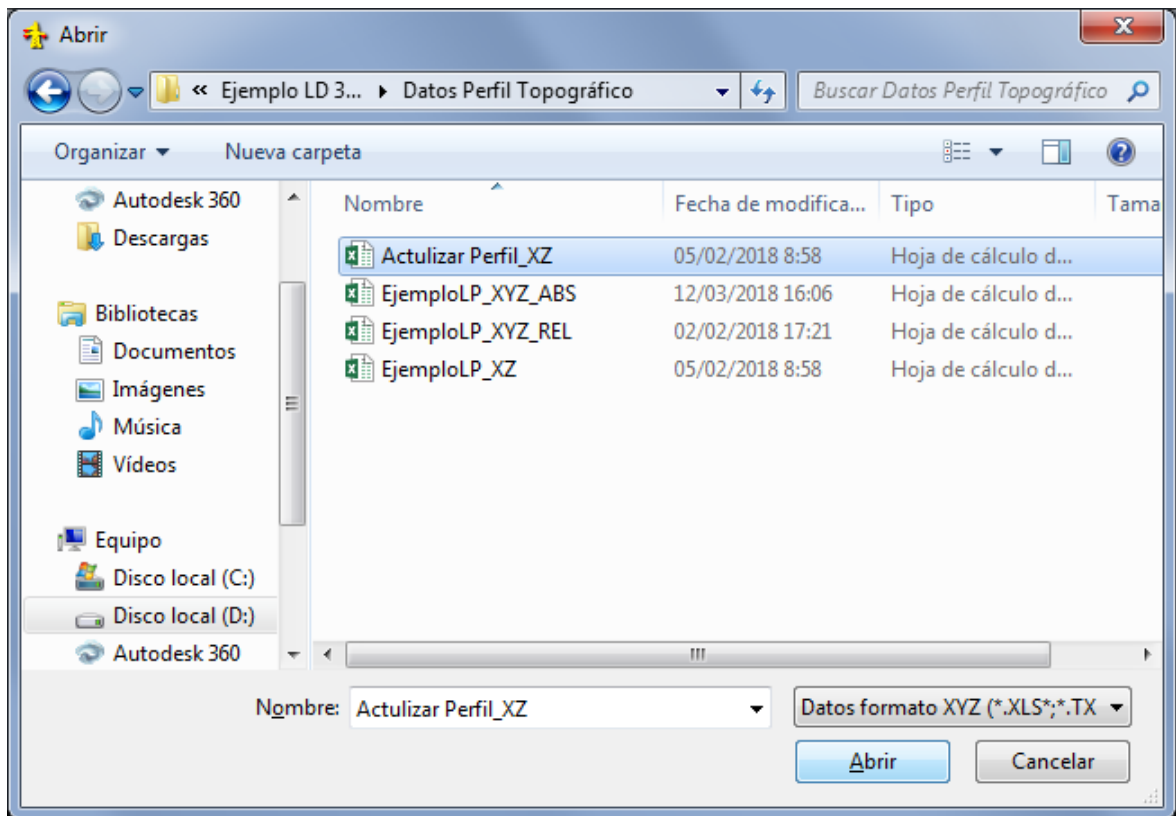 Abrir
« Ejemplo LD 3... ▸ Datos Perfil Topográfico
Buscar Datos Perfil Topográfico
Organizar
Nueva carpeta
Autodesk 360
Descargas
Bibliotecas
Documentos
Imágenes
Música
Vídeos
Equipo
Disco local (C:)
Disco local (D:)
Autodesk 360
Nombre Fecha de modifica... Tipo Tama
Actulizar Perfil_XZ 05/02/2018 8:58 Hoja de cálculo d...
EjemploLP_XYZ_ABS 12/03/2018 16:06 Hoja de cálculo d...
EjemploLP_XYZ_REL 02/02/2018 17:21 Hoja de cálculo d...
EjemploLP_XZ 05/02/2018 8:58 Hoja de cálculo d...
Nombre: Actulizar Perfil_XZ
Datos formato XYZ (*.XLS*;*.TX
Abrir
Cancelar